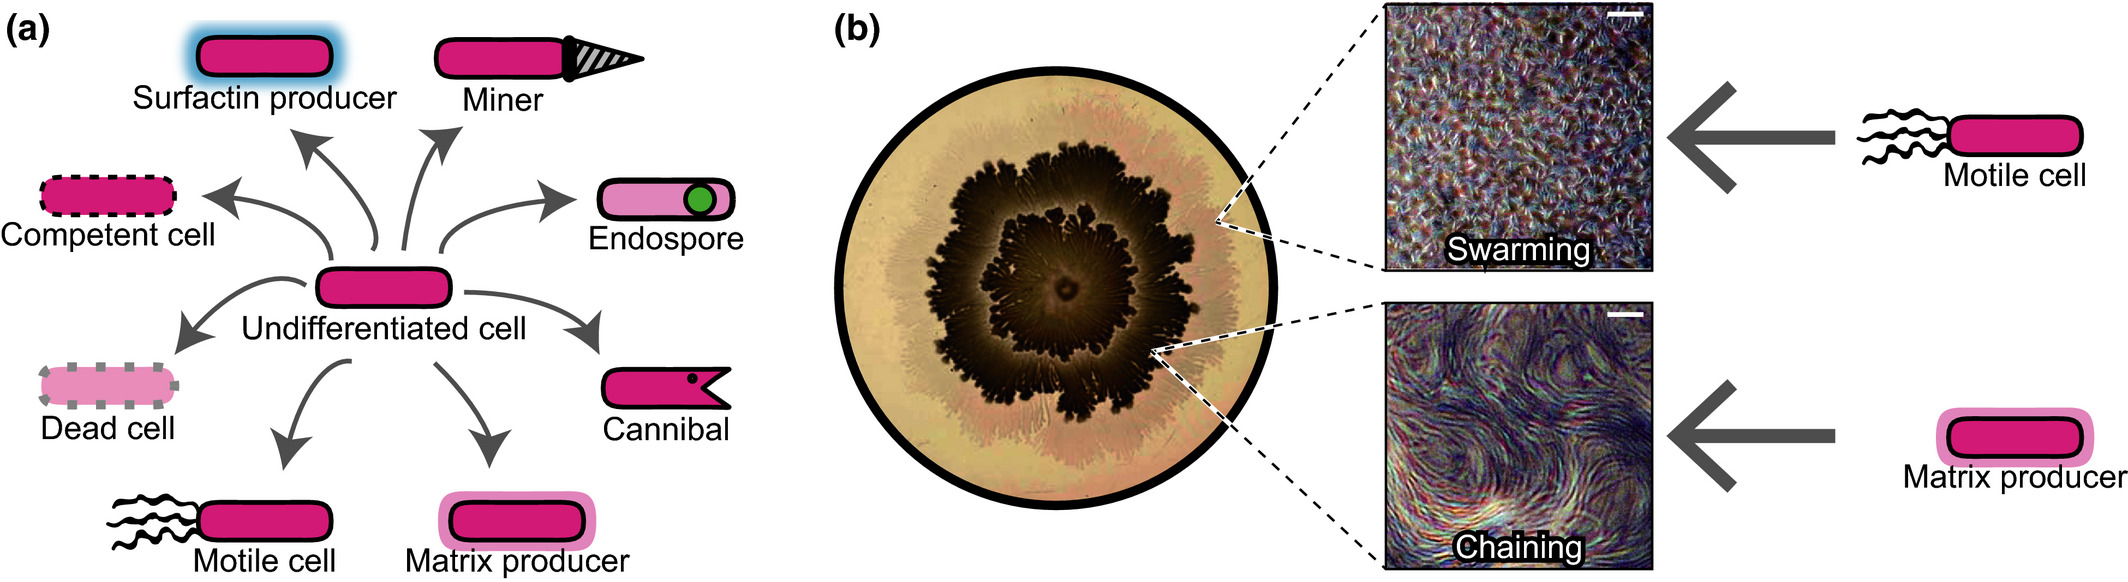 (a)
Surfactin producer
Miner
Competent cell
Endospore
Undifferentiated cell
Dead cell
Cannibal
Motile cell
Matrix producer
(b)
Swarming
Motile cell
Chaining
Matrix producer